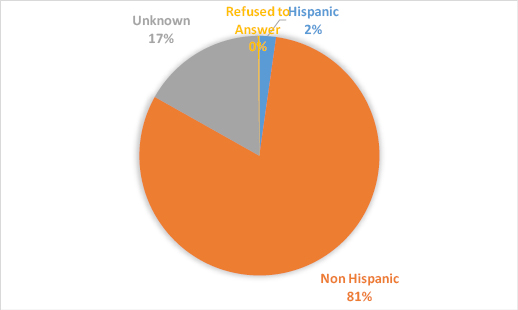 Unknown
17%
Refused to
Answer
0%
Hispanic
2%
Non Hispanic
81%